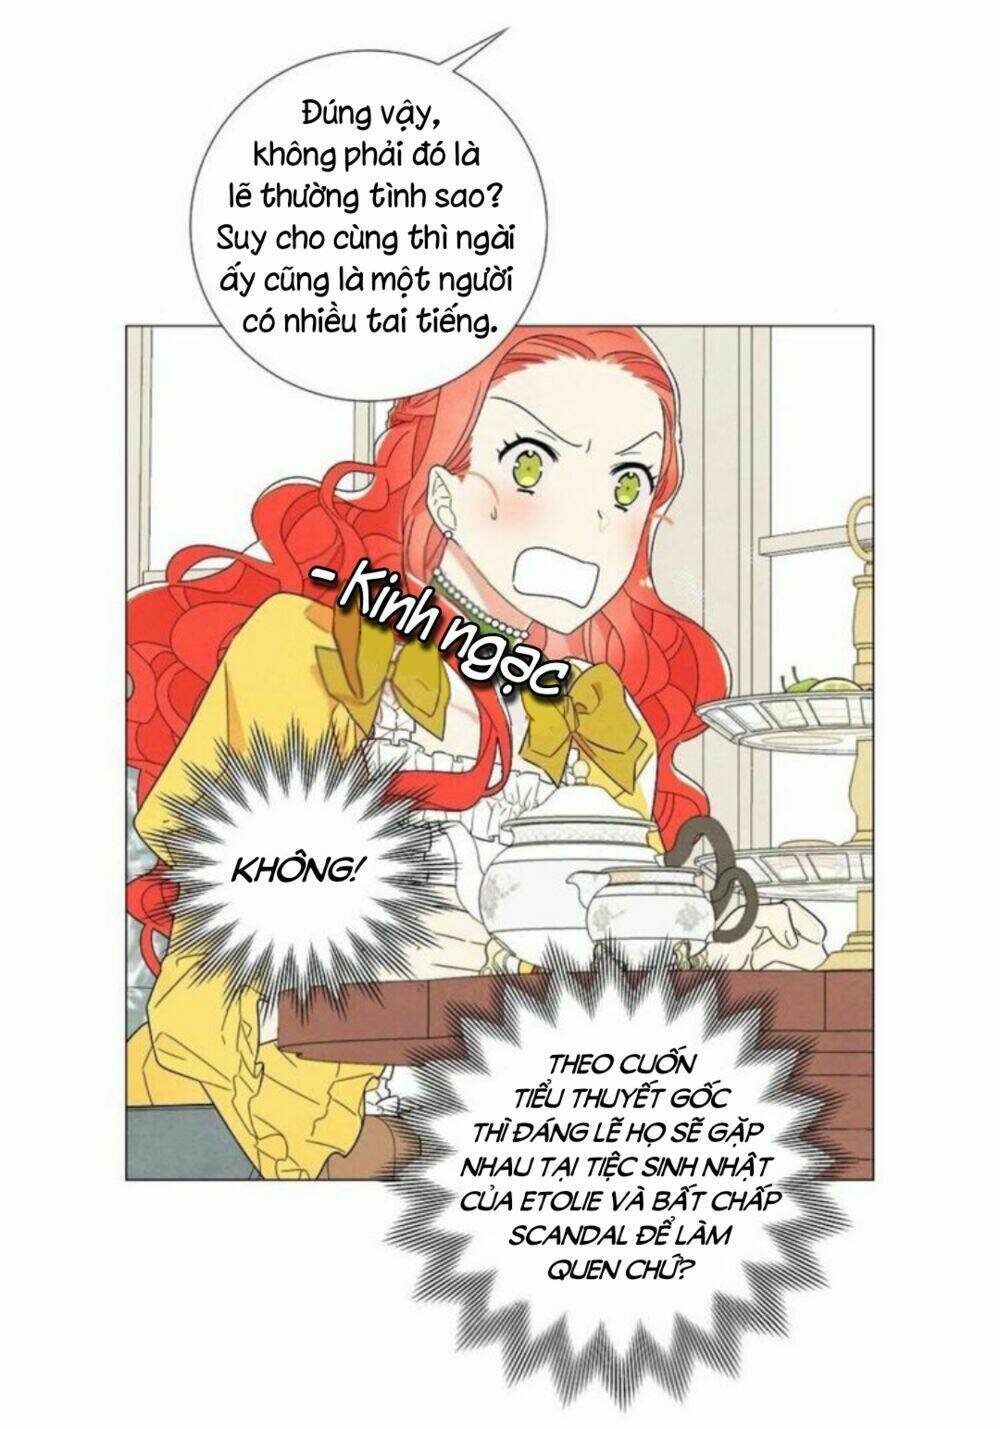 Đúng vậy,
không phải đó là
lẽ thường tình sao?
Suy cho cùng thì ngài
ấy cũng là một người
có nhiều tai tiếng.
- Kinh ngạc
KHÔNG!
THEO CUỐN
TIỂU THUYẾT GỐC
THÌ ĐÁNG LẼ HỌ SẼ GẶP
NHAU TẠI TIỆC SINH NHẬT
CỦA ETOLIE VÀ BẤT CHẤP
SCANDAL ĐỂ LÀM
QUEN CHỨ?